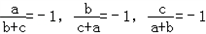 a/(b+c)=-1, b/(c+a)=-1, c/(a+b)=-1